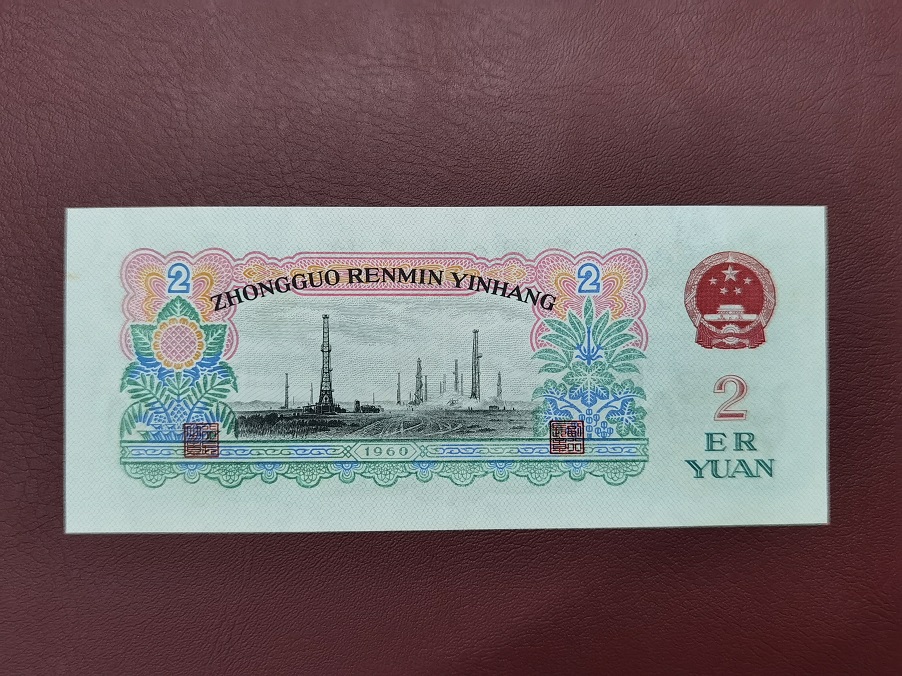 2 2
ZHONGGUO RENMIN YINHANG
1960
2
ER
YUAN